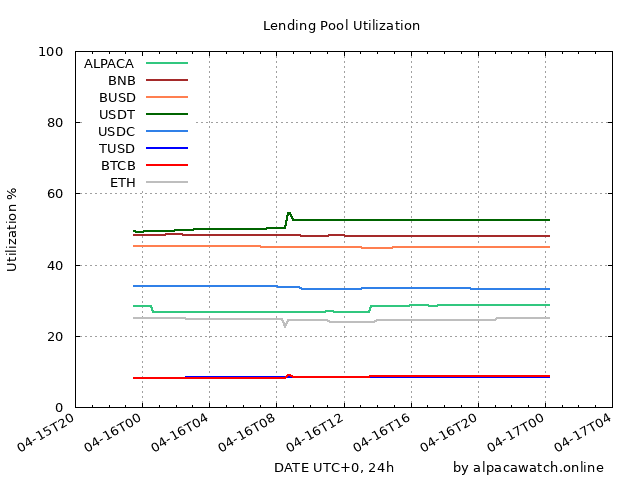 Lending Pool Utilization
100
80
60
40
20
0
Utilization %
ALPACA
BNB
BUSD
USDT
USDC
TUSD
BTCB
ETH
04-15T20
04-16T00
04-16T04
04-16T08
04-16T12
04-16T16
04-16T20
04-17T00
04-17T04
DATE UTC+0, 24h
by alpacawatch.online